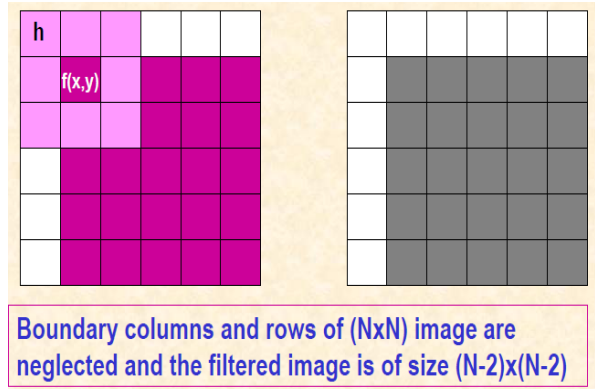 h
f(x,y)
Boundary columns and rows of (NxN) image are
neglected and the filtered image is of size (N-2)x(N-2)